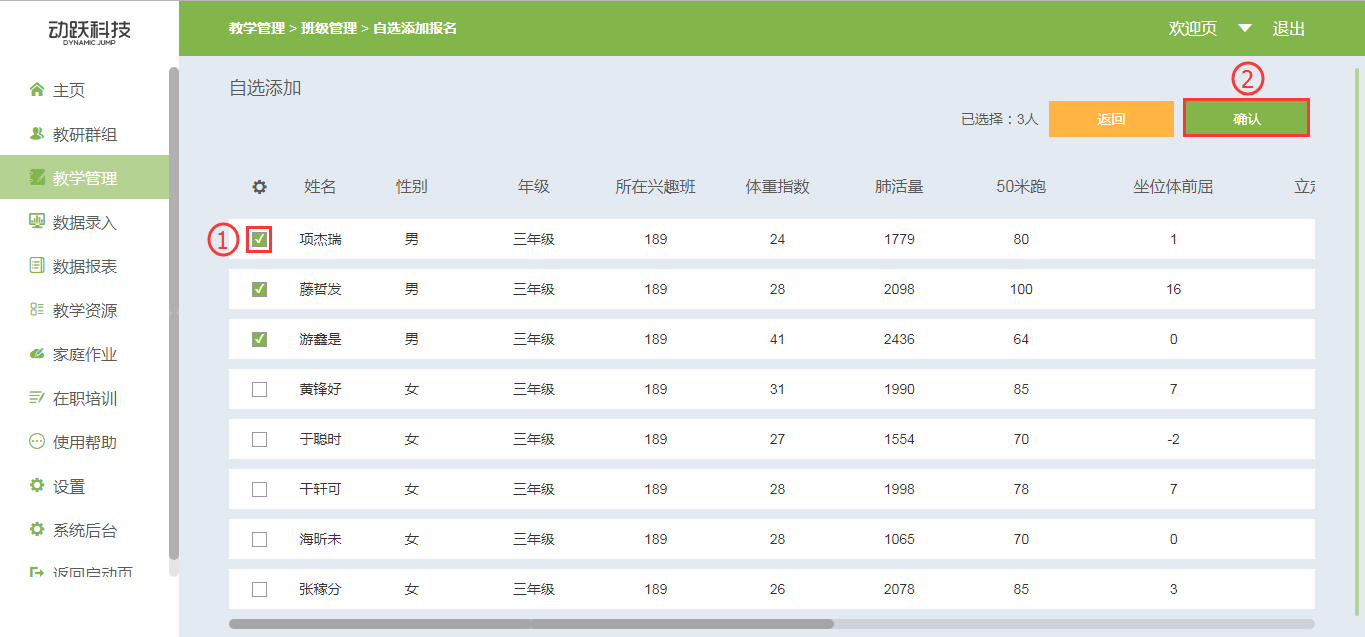 动跃科技
DYNAMIC JUMP
教学管理 > 班级管理 > 自选添加报名
欢迎页 退出
主页
教研群组
教学管理
数据录入
数据报表
教学资源
家庭作业
在职培训
使用帮助
设置
系统后台
返回启动页
自选添加
②
已选择：3人 返回 确认
姓名 性别 年级 所在兴趣班 体重指数 肺活量 50米跑 坐位体前屈 立定
① 项杰瑞 男 三年级 189 24 1779 80 1
藤哲发 男 三年级 189 28 2098 100 16
游鑫是 男 三年级 189 41 2436 64 0
黄锋好 女 三年级 189 31 1990 85 7
于聪时 女 三年级 189 27 1554 70 -2
干轩可 女 三年级 189 28 1998 78 7
海昕未 女 三年级 189 28 1065 70 0
张稼分 女 三年级 189 26 2078 85 3